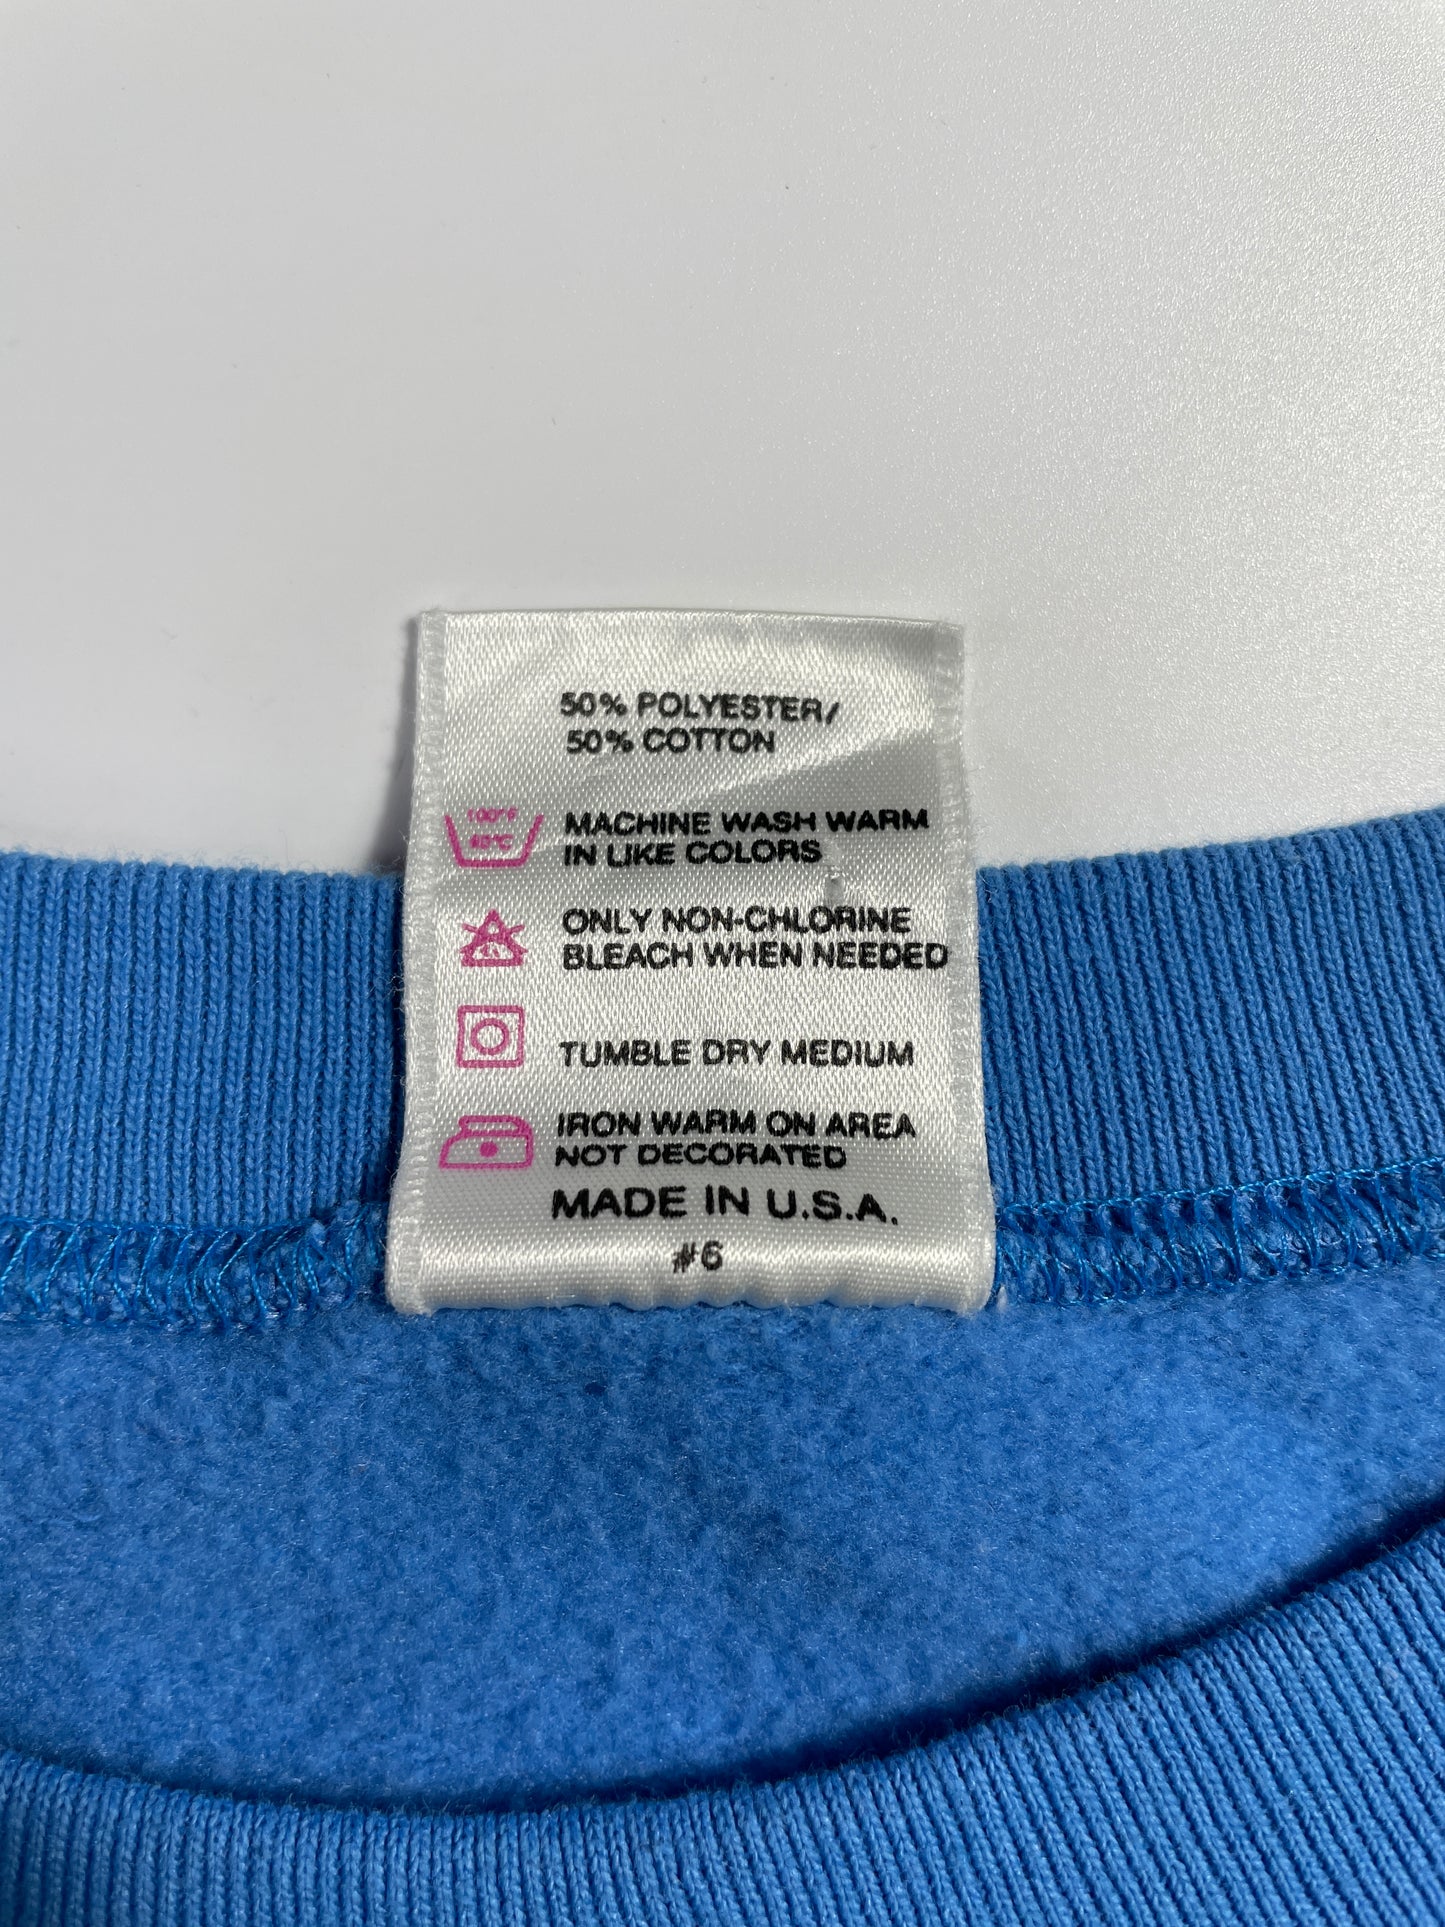 50% POLYESTER/
50% COTTON
100°F
MACHINE WASH WARM
IN LIKE COLORS
ONLY NON-CHLORINE
BLEACH WHEN NEEDED
TUMBLE DRY MEDIUM
IRON WARM ON AREA
NOT DECORATED
MADE IN U.S.A.
#6